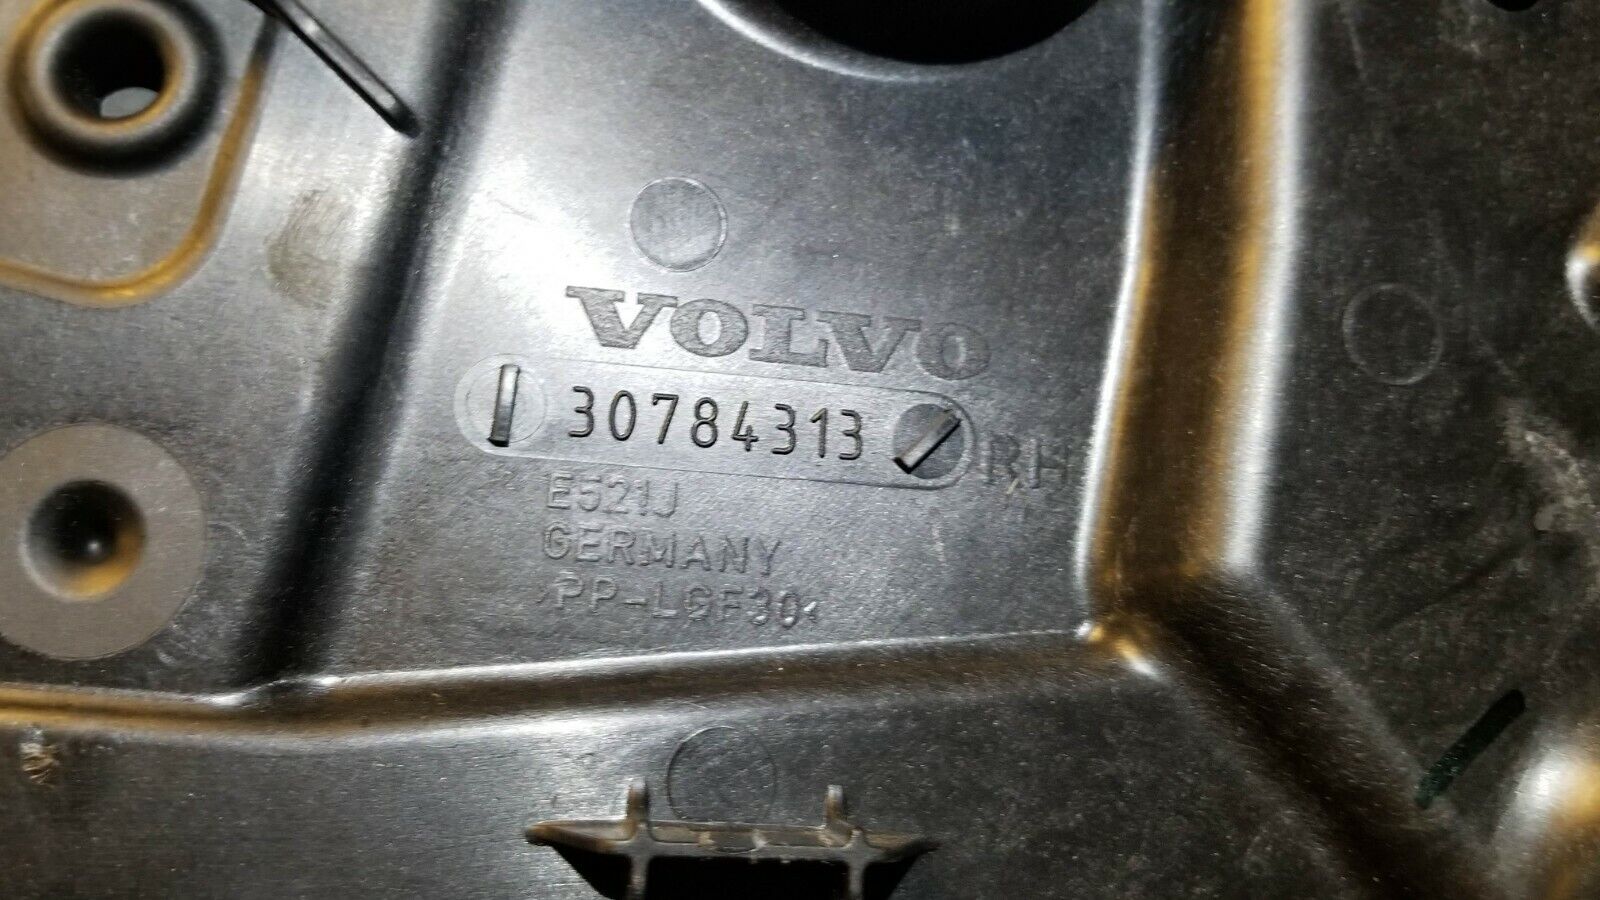 VOLVO
30784313 RH
E521J
GERMANY
>PP-LGF30<